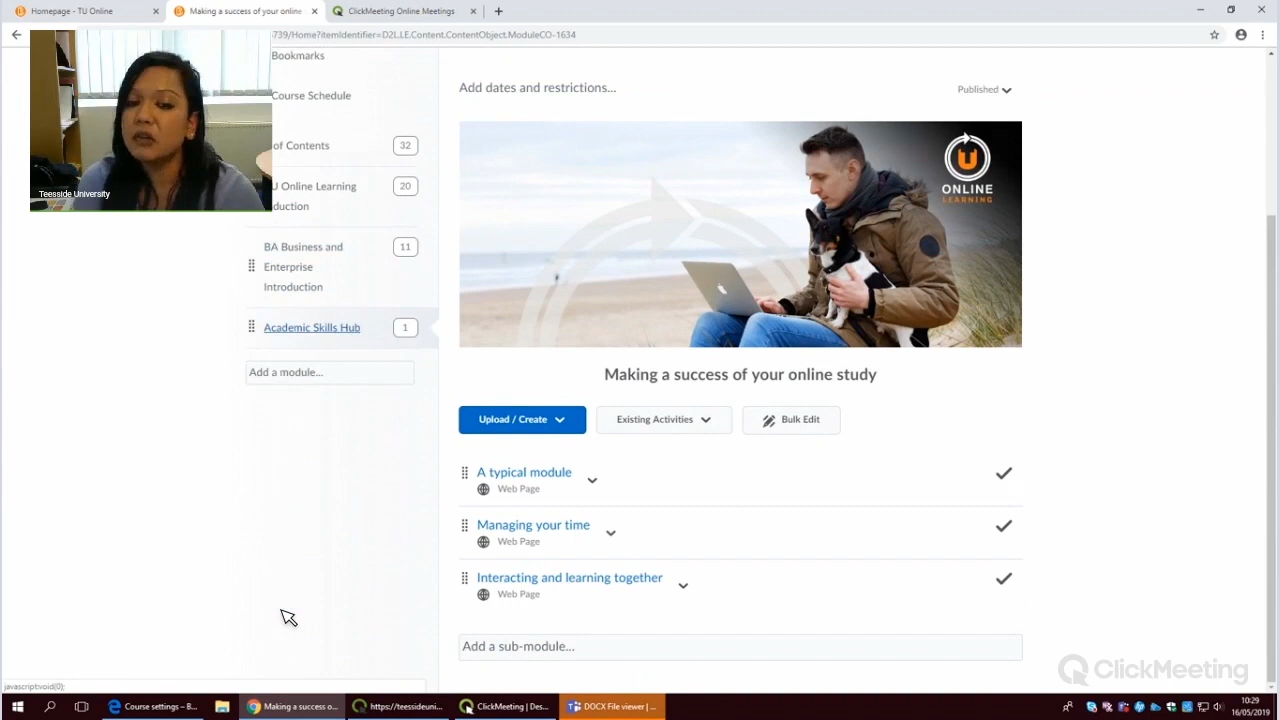 Homepage - TU Online
Making a success of your online
ClickMeeting Online Meetings
5739/Home?itemIdentifier=D2L.LE.Content.ContentObject.ModuleCO-1634
Teesside University
Bookmarks
Course Schedule
of Contents
32
U Online Learning
20
duction
BA Business and
11
Enterprise
Introduction
Academic Skills Hub
1
Add a module...
Add dates and restrictions...
Published
U
ONLINE
LEARNING
Making a success of your online study
Upload / Create
Existing Activities
Bulk Edit
A typical module
Web Page
Managing your time
Web Page
Interacting and learning together
Web Page
Add a sub-module...
ClickMeeting
javascript:void(0);
Course settings – B...
Making a success o...
https://teessideuni...
ClickMeeting | Des...
DOCX File viewer | ...
10:29
16/05/2019